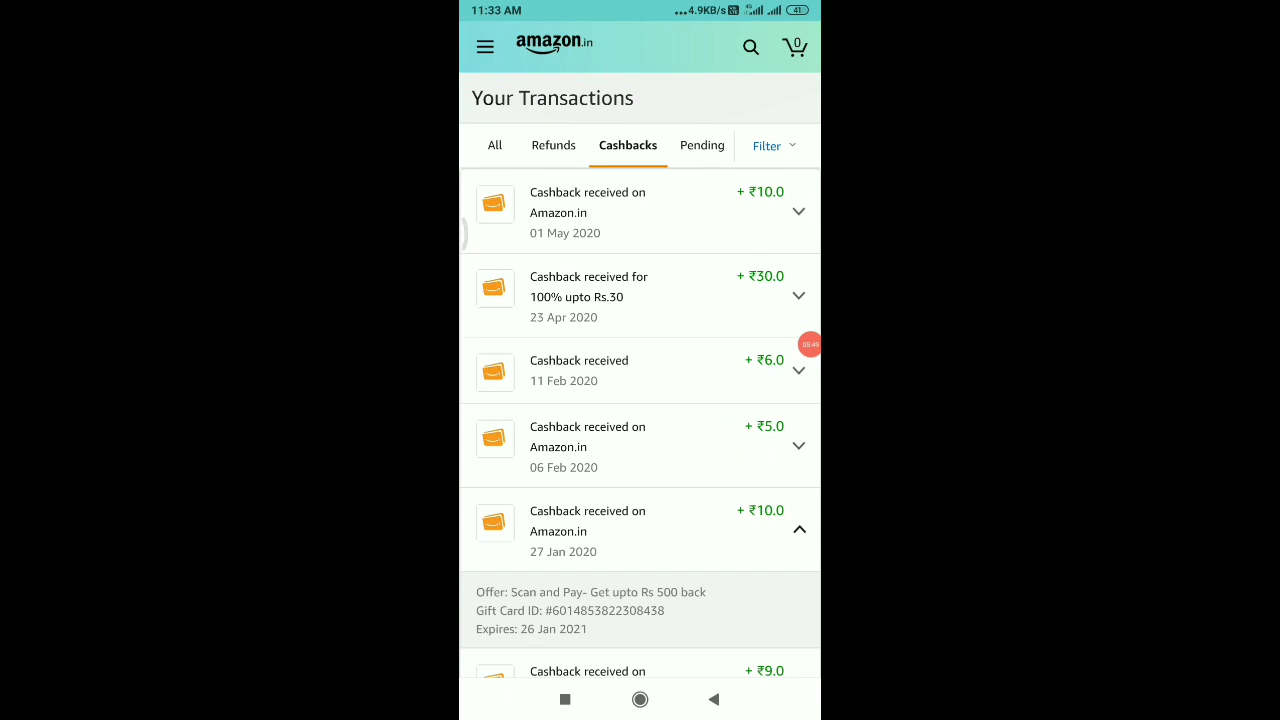 11:33 AM
4.9KB/s
4G
41
amazon.in
0
Your Transactions
All Refunds Cashbacks Pending Filter
Cashback received on + ₹10.0
Amazon.in
01 May 2020
Cashback received for + ₹30.0
100% upto Rs.30
23 Apr 2020
Cashback received + ₹6.0
11 Feb 2020
Cashback received on + ₹5.0
Amazon.in
06 Feb 2020
Cashback received on + ₹10.0
Amazon.in
27 Jan 2020
Offer: Scan and Pay- Get upto Rs 500 back
Gift Card ID: #6014853822308438
Expires: 26 Jan 2021
Cashback received on + ₹9.0